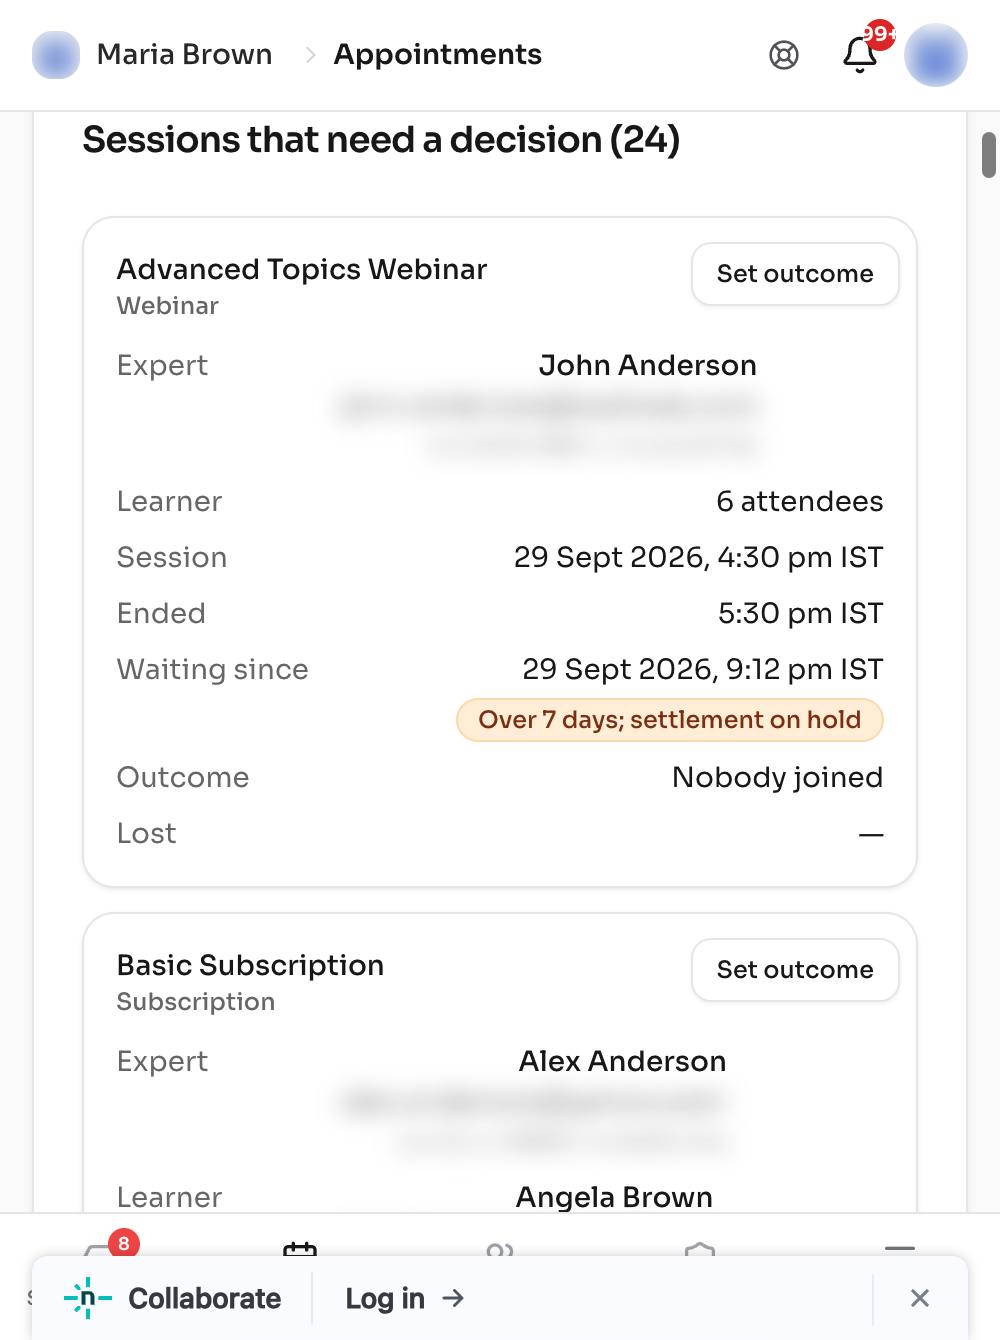 Maria Brown > Appointments
99+
Sessions that need a decision (24)
Advanced Topics Webinar
Set outcome
Webinar
Expert John Anderson
Learner 6 attendees
Session 29 Sept 2026, 4:30 pm IST
Ended 5:30 pm IST
Waiting since 29 Sept 2026, 9:12 pm IST
Over 7 days; settlement on hold
Outcome Nobody joined
Lost —
Basic Subscription
Set outcome
Subscription
Expert Alex Anderson
Learner Angela Brown
8
n Collaborate Log in →